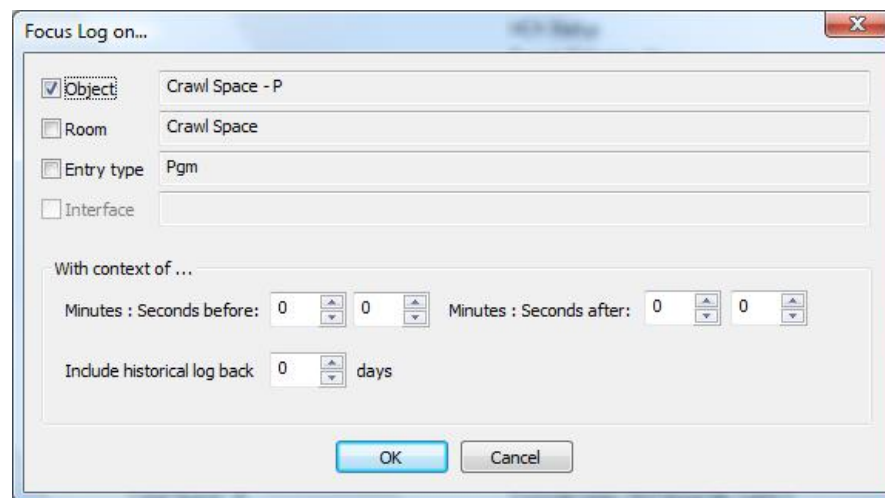 Focus Log on...
Object Crawl Space - P
Room Crawl Space
Entry type Pgm
Interface
With context of ...
Minutes : Seconds before: 0 0 Minutes : Seconds after: 0 0
Include historical log back 0 days
OK Cancel